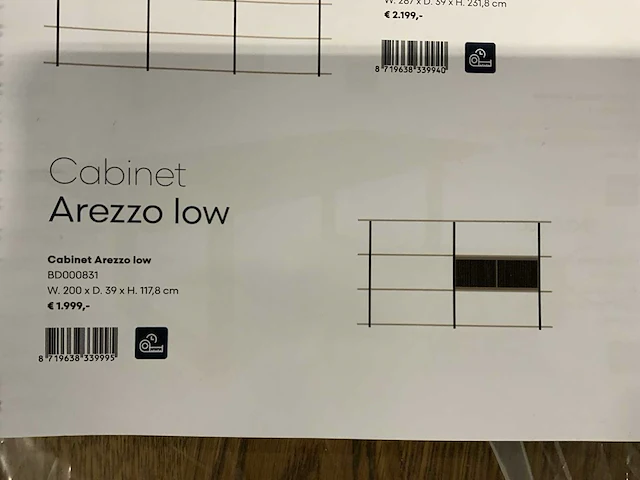 W. 287 x D. 39 x H. 231,8 cm
€ 2.199,-
8 719638 339940
Cabinet
Arezzo low
Cabinet Arezzo low
BD000831
W. 200 x D. 39 x H. 117,8 cm
€ 1.999,-
8 719638 339995